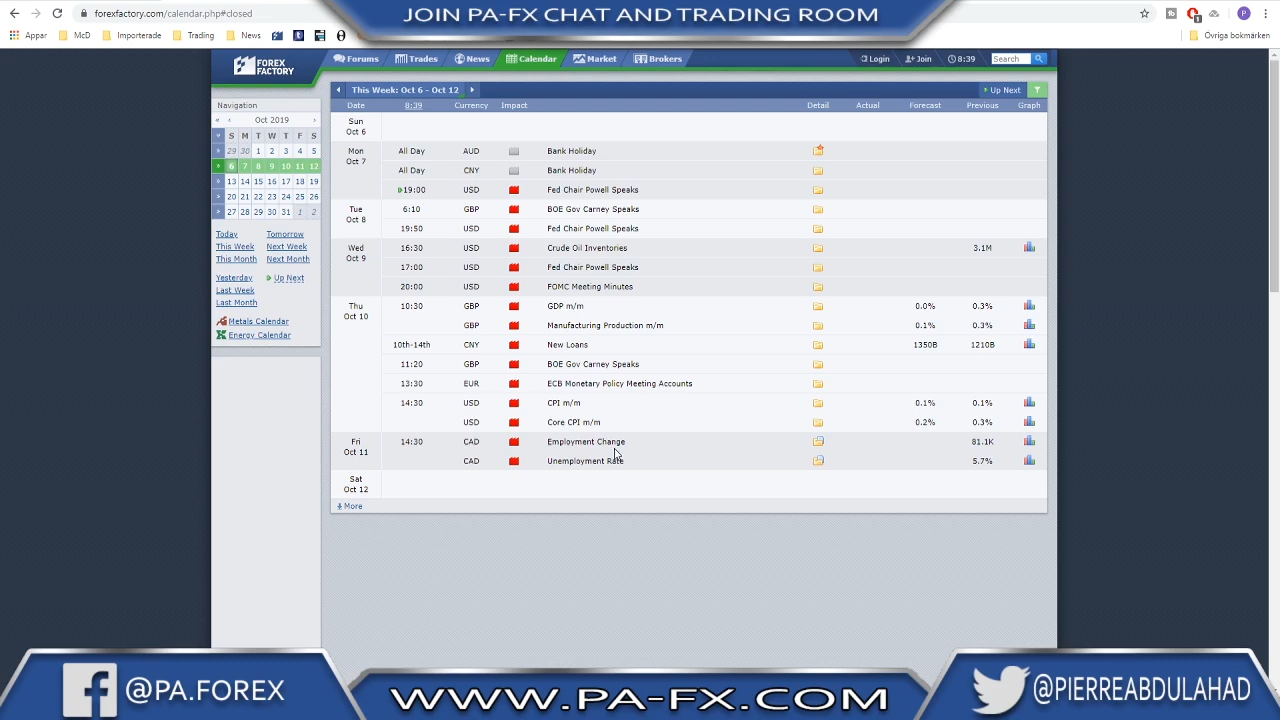 forexfactory.com/calendar.php#closed
JOIN PA-FX CHAT AND TRADING ROOM
Appar McD Importerade Trading News Övriga bokmärken
FOREX FACTORY
Forums Trades News Calendar Market Brokers Login Join 8:39 Search
Navigation
Oct 2019
S M T W T F S
29 30 1 2 3 4 5
6 7 8 9 10 11 12
13 14 15 16 17 18 19
20 21 22 23 24 25 26
27 28 29 30 31 1 2
Today Tomorrow
This Week Next Week
This Month Next Month
Yesterday Up Next
Last Week
Last Month
Metals Calendar
Energy Calendar
This Week: Oct 6 - Oct 12 Up Next
Date 8:39 Currency Impact Detail Actual Forecast Previous Graph
Sun Oct 6
Mon Oct 7 All Day AUD Bank Holiday
All Day CNY Bank Holiday
19:00 USD Fed Chair Powell Speaks
Tue Oct 8 6:10 GBP BOE Gov Carney Speaks
19:50 USD Fed Chair Powell Speaks
Wed Oct 9 16:30 USD Crude Oil Inventories 3.1M
17:00 USD Fed Chair Powell Speaks
20:00 USD FOMC Meeting Minutes
Thu Oct 10 10:30 GBP GDP m/m 0.0% 0.3%
GBP Manufacturing Production m/m 0.1% 0.3%
10th-14th CNY New Loans 1350B 1210B
11:20 GBP BOE Gov Carney Speaks
13:30 EUR ECB Monetary Policy Meeting Accounts
14:30 USD CPI m/m 0.1% 0.1%
USD Core CPI m/m 0.2% 0.3%
Fri Oct 11 14:30 CAD Employment Change 81.1K
CAD Unemployment Rate 5.7%
Sat Oct 12
More
@PA.FOREX
WWW.PA-FX.COM
@PIERREABDULAHAD